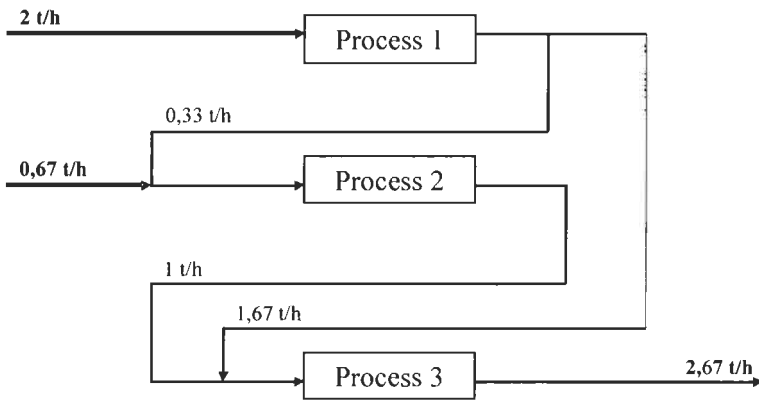 2 t/h
Process 1
0,33 t/h
0,67 t/h
Process 2
1 t/h
1,67 t/h
Process 3
2,67 t/h